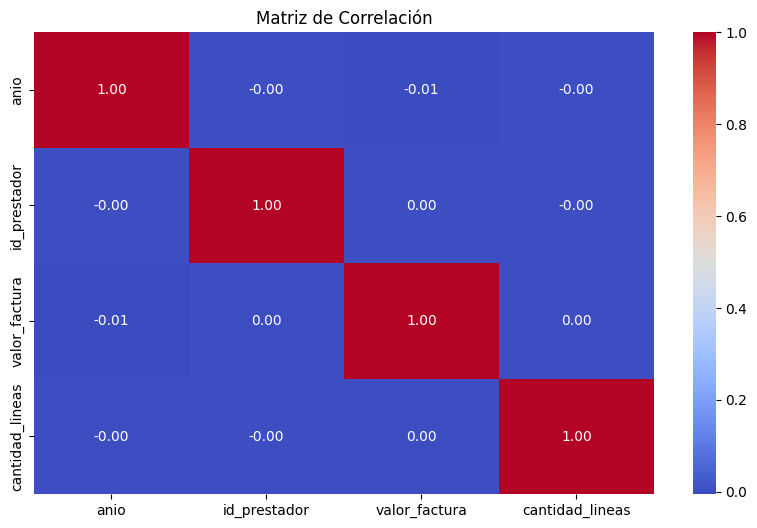 Matriz de Correlación
anio 1.00 -0.00 -0.01 -0.00
id_prestador -0.00 1.00 0.00 -0.00
valor_factura -0.01 0.00 1.00 0.00
cantidad_lineas -0.00 -0.00 0.00 1.00
anio id_prestador valor_factura cantidad_lineas
1.0
0.8
0.6
0.4
0.2
0.0